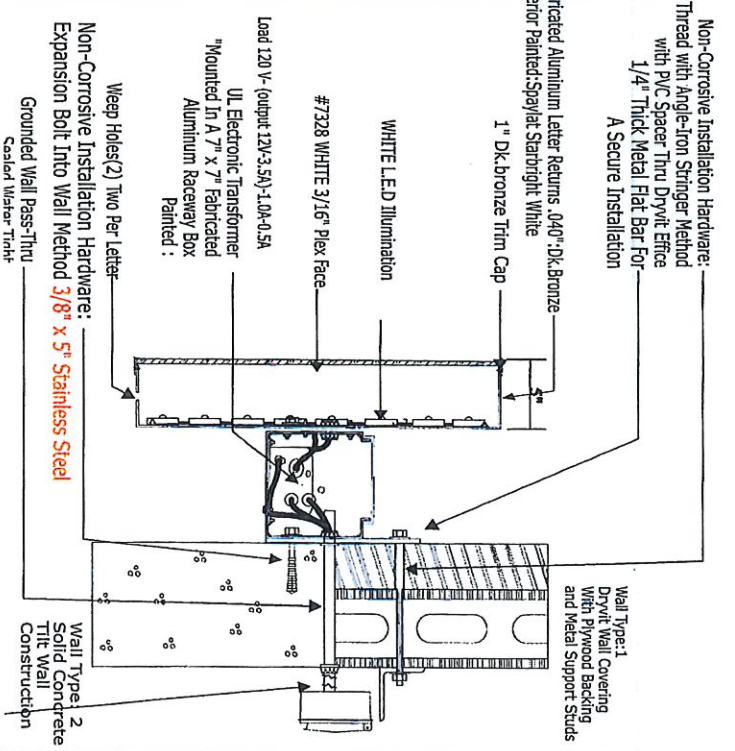 Non-Corrosive Installation Hardware:
Thread with Angle-Iron Stringer Method
with PVC Spacer Thru Dryvit Effice
1/4" Thick Metal Flat Bar For
A Secure Installation
ricated Aluminum Letter Returns .040":Dk.Bronze
erior Painted:Spaylat Starbright White
1" Dk.bronze Trim Cap
WHITE L.E.D Illumination
#7328 WHITE 3/16" Plex Face
Load 120 V- (output 12V-3.5A)-1.0A-0.5A
UL Electronic Transformer
"Mounted In A 7" x 7" Fabricated
Aluminum Raceway Box
Painted :
Weep Holes(2) Two Per Letter
Non-Corrosive Installation Hardware:
Expansion Bolt Into Wall Method 3/8" x 5" Stainless Steel
Grounded Wall Pass-Thru
Sealed Water Tight
5"
Wall Type:1
Dryvit Wall Covering
With Plywood Backing
and Metal Support Studs
Wall Type: 2
Solid Concrete
Tilt Wall
Construction